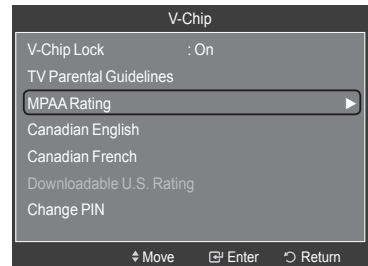 V-Chip
V-Chip Lock : On
TV Parental Guidelines
MPAA Rating ►
Canadian English
Canadian French
Downloadable U.S. Rating
Change PIN
Move Enter Return